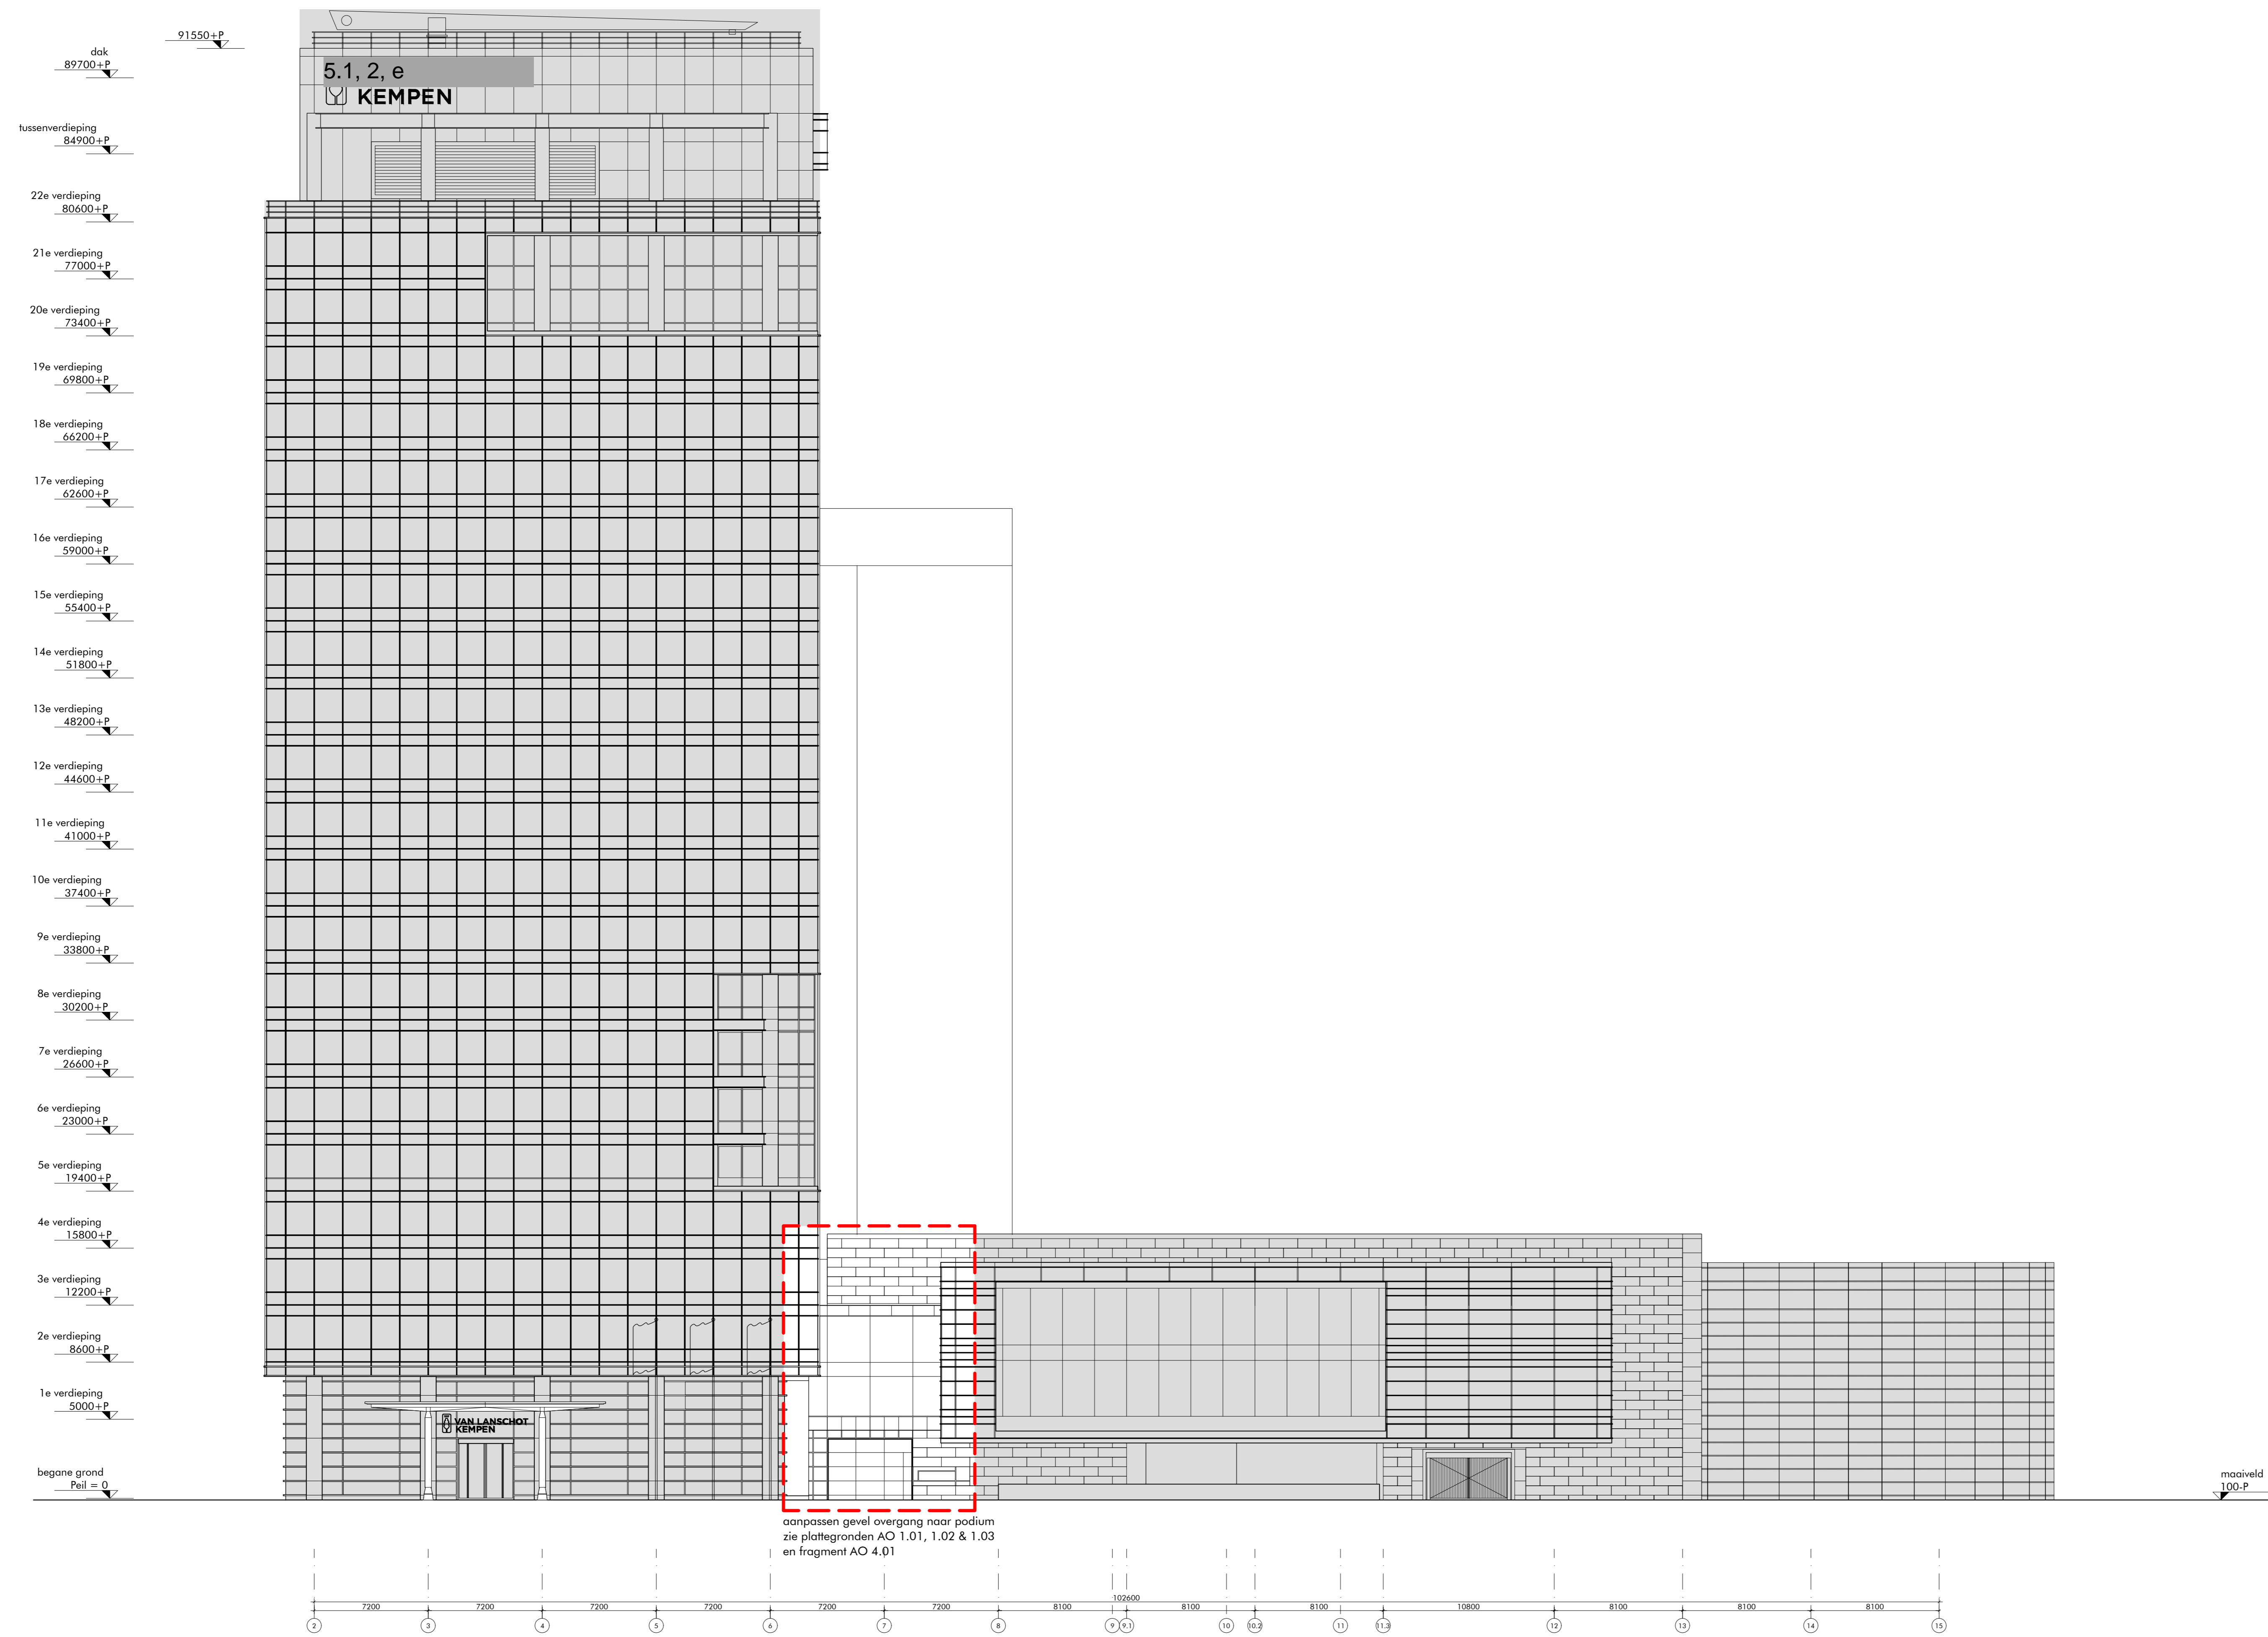 91550+P
dak
89700+P
5.1, 2, e
KEMPEN
tussenverdieping
84900+P
22e verdieping
80600+P
21e verdieping
77000+P
20e verdieping
73400+P
19e verdieping
69800+P
18e verdieping
66200+P
17e verdieping
62600+P
16e verdieping
59000+P
15e verdieping
55400+P
14e verdieping
51800+P
13e verdieping
48200+P
12e verdieping
44600+P
11e verdieping
41000+P
10e verdieping
37400+P
9e verdieping
33800+P
8e verdieping
30200+P
7e verdieping
26600+P
6e verdieping
23000+P
5e verdieping
19400+P
4e verdieping
15800+P
3e verdieping
12200+P
2e verdieping
8600+P
1e verdieping
5000+P
VAN LANSCHOT
KEMPEN
begane grond
Peil = 0
maaiveld
100-P
aanpassen gevel overgang naar podium
zie plattegronden AO 1.01, 1.02 & 1.03
en fragment AO 4.01
102600
7200 7200 7200 7200 7200 7200 8100 8100 8100 10800 8100 8100 8100
2 3 4 5 6 7 8 9 9.1 10 10.2 11 11.3 12 13 14 15